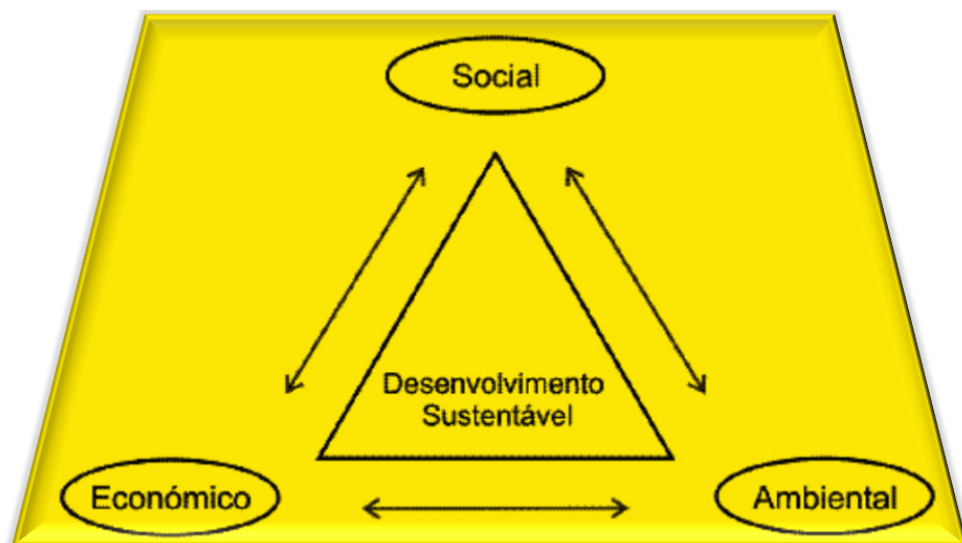 Social
Desenvolvimento
Sustentável
Económico
Ambiental